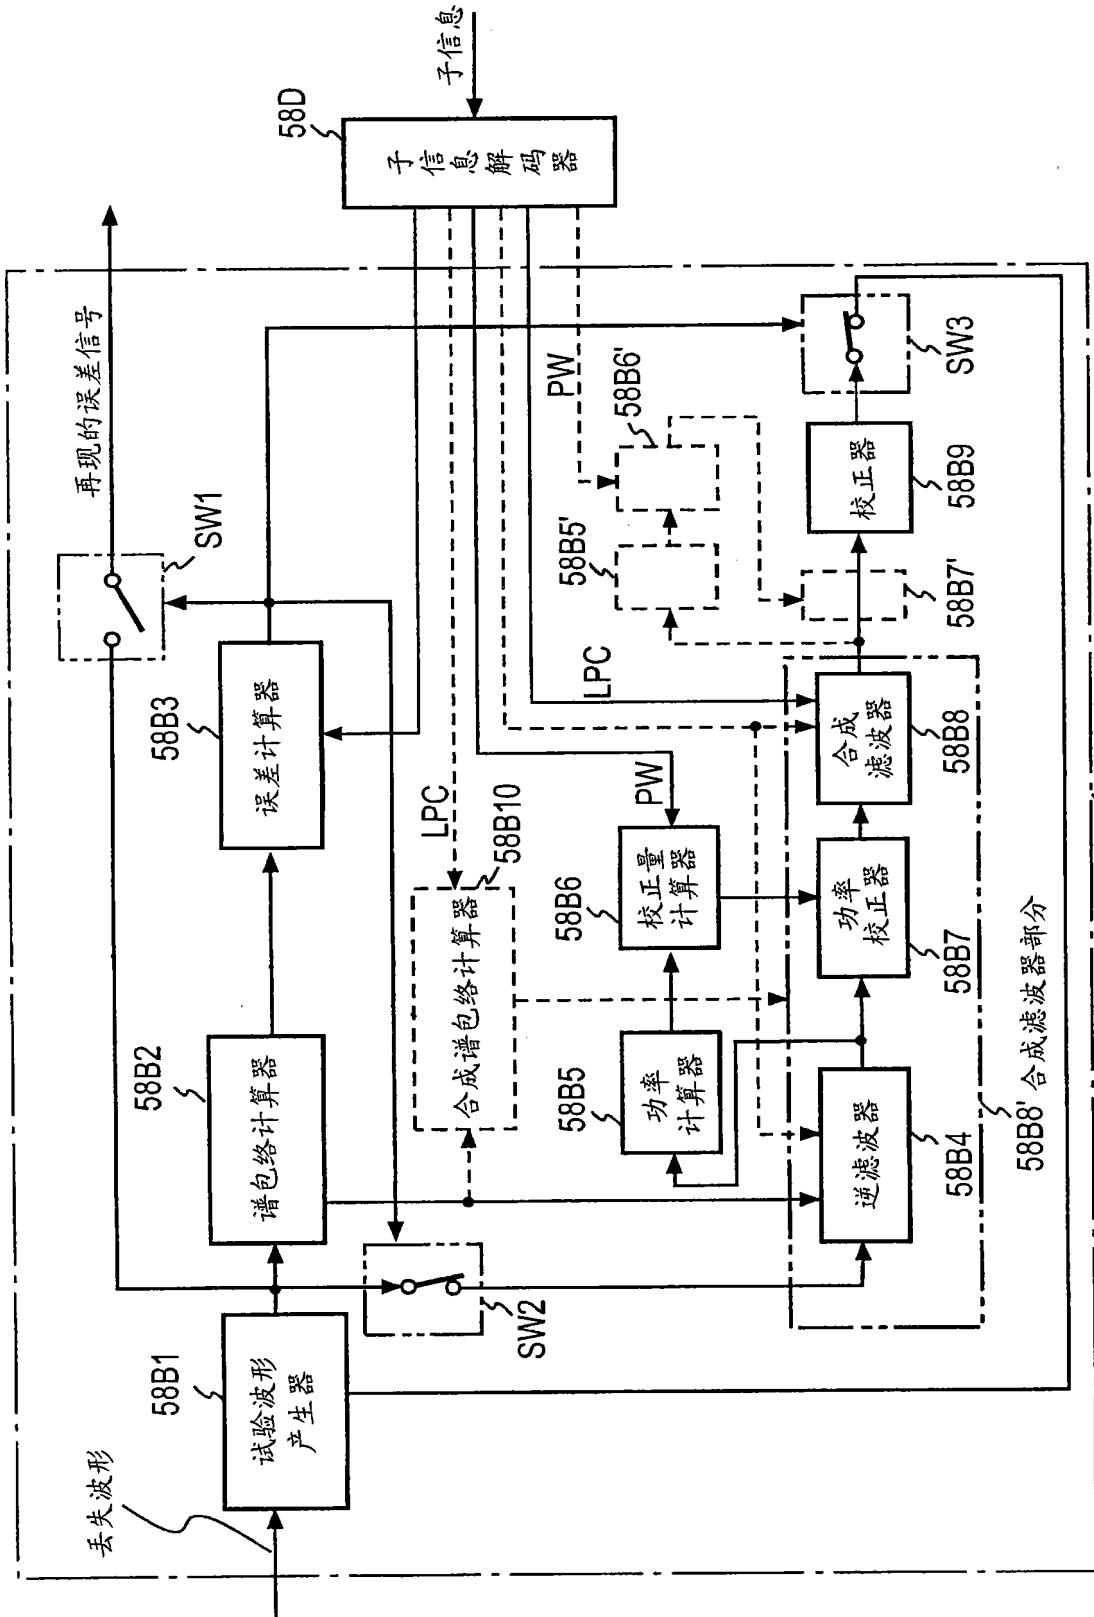 丢失波形
58B1
试验波形
产生器
58B2
谱包络计算器
58B3
误差计算器
SW1
再现的误差信号
58D
子信息解码器
子信息
SW2
LPC
58B10
合成谱包络计算器
58B5
功率
计算器
58B6
校正量
计算器
PW
LPC
58B5'
58B6'
PW
58B4
逆滤波器
58B7
功率
校正器
58B8
合成
滤波器
58B7'
58B9
校正器
SW3
58B8' 合成滤波器部分